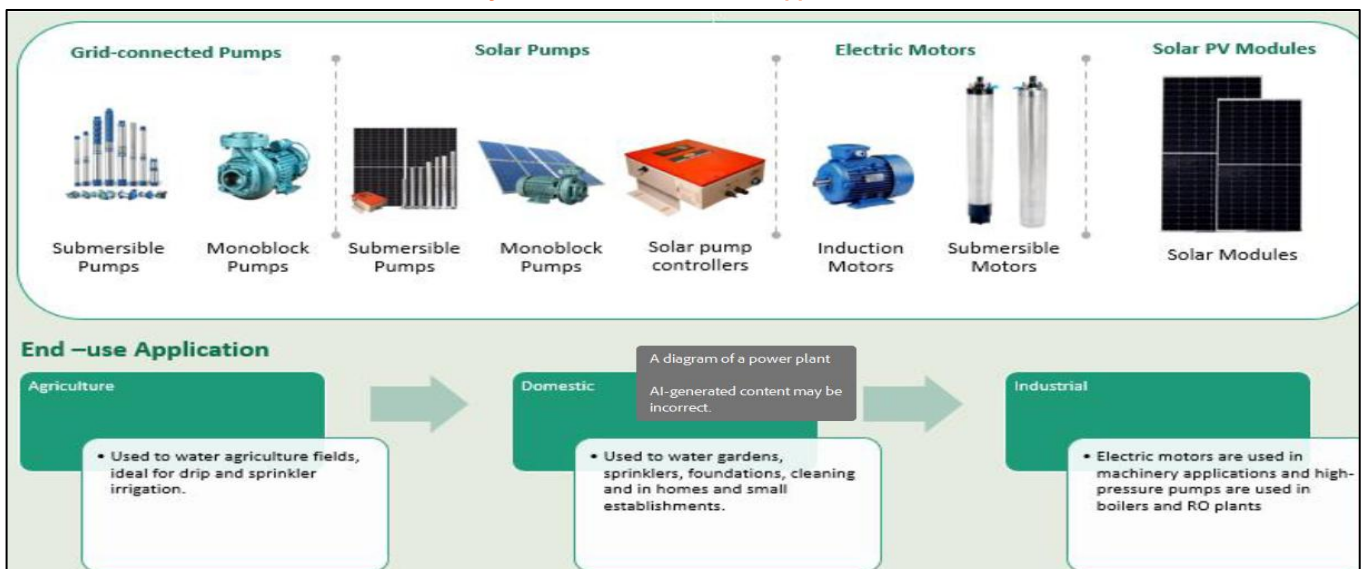 Grid-connected Pumps
Solar Pumps
Electric Motors
Solar PV Modules
Submersible
Pumps
Monoblock
Pumps
Submersible
Pumps
Monoblock
Pumps
Solar pump
controllers
Induction
Motors
Submersible
Motors
Solar Modules
End –use Application
Agriculture
• Used to water agriculture fields,
ideal for drip and sprinkler
irrigation.
Domestic
A diagram of a power plant
AI-generated content may be
incorrect.
• Used to water gardens,
sprinklers, foundations, cleaning
and in homes and small
establishments.
Industrial
• Electric motors are used in
machinery applications and high-
pressure pumps are used in
boilers and RO plants